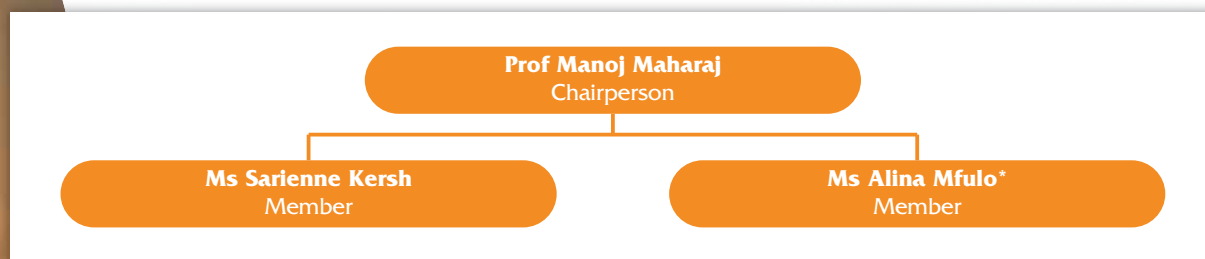 Prof Manoj Maharaj
Chairperson
Ms Sarienne Kersh
Member
Ms Alina Mfulo*
Member